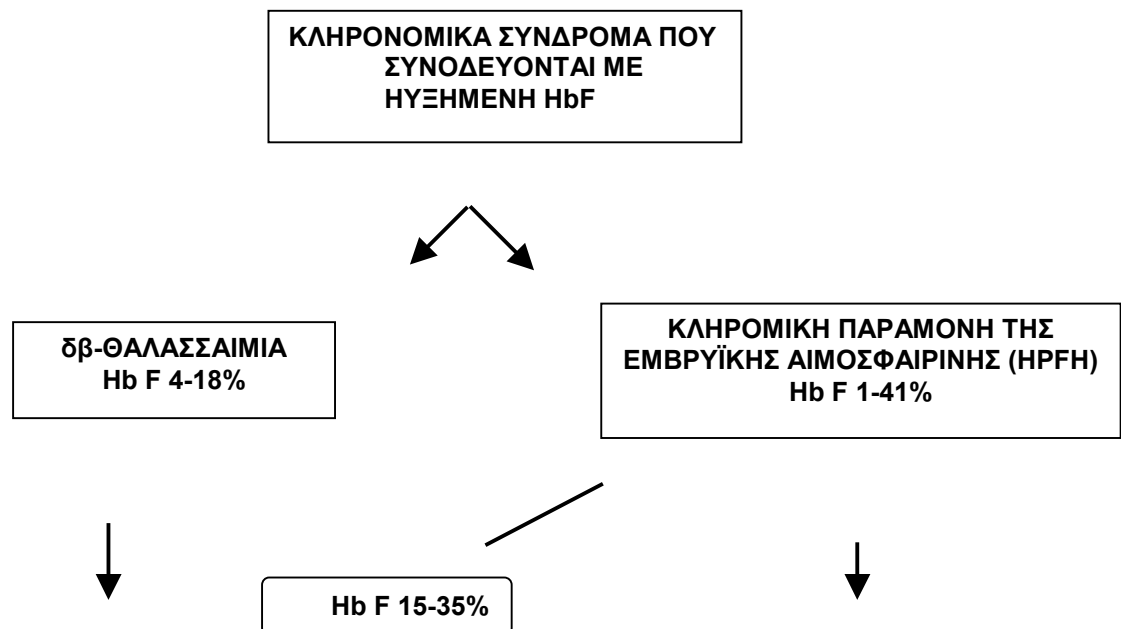 ΚΛΗΡΟΝΟΜΙΚΑ ΣΥΝΔΡΟΜΑ ΠΟΥ
ΣΥΝΟΔΕΥΟΝΤΑΙ ΜΕ
ΗΥΞΗΜΕΝΗ HbF
δβ-ΘΑΛΑΣΣΑΙΜΙΑ
Hb F 4-18%
ΚΛΗΡΟΜΙΚΗ ΠΑΡΑΜΟΝΗ ΤΗΣ
ΕΜΒΡΥΪΚΗΣ ΑΙΜΟΣΦΑΙΡΙΝΗΣ (HPFH)
Hb F 1-41%
Hb F 15-35%